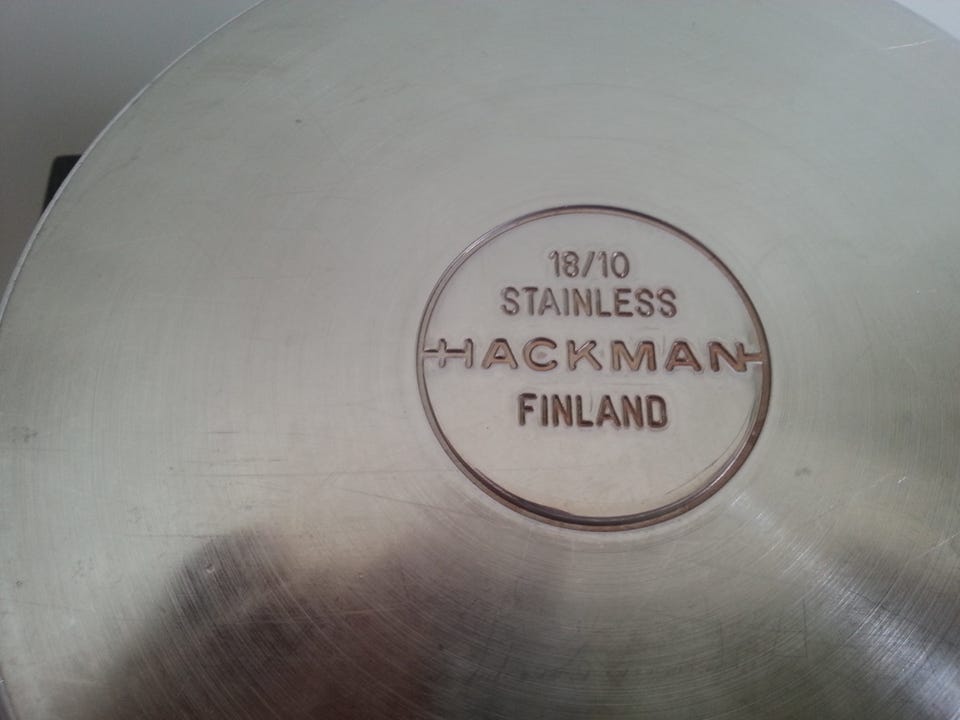 18/10
STAINLESS
HACKMAN
FINLAND